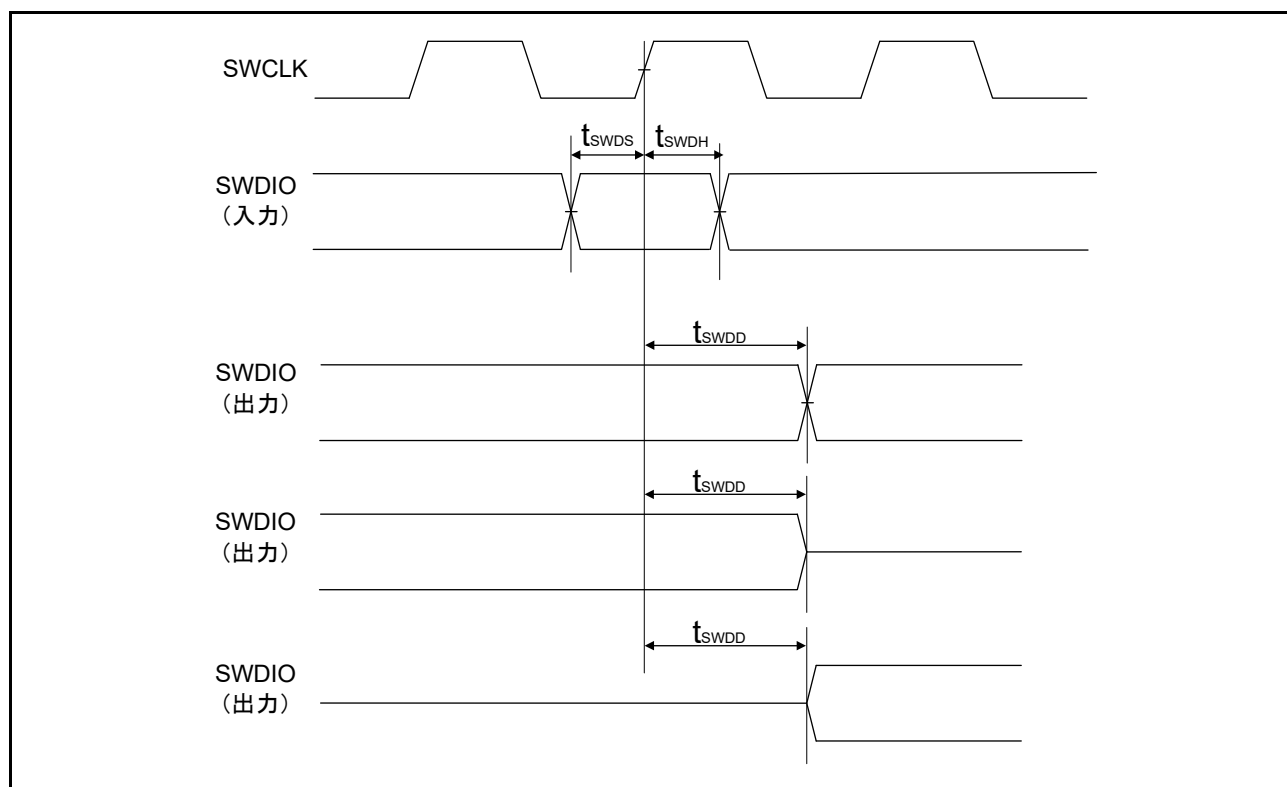 SWCLK
tSWDS
tSWDH
SWDIO
（入力）
tSWDD
SWDIO
（出力）
tSWDD
SWDIO
（出力）
tSWDD
SWDIO
（出力）